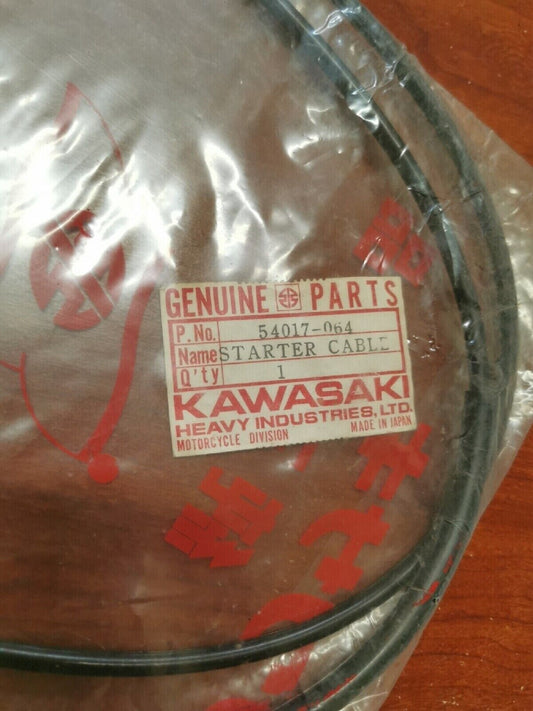 GENUINE PARTS
P.No. 54017-064
Name STARTER CABLE
Q'ty 1
KAWASAKI
HEAVY INDUSTRIES, LTD.
MOTORCYCLE DIVISION MADE IN JAPAN